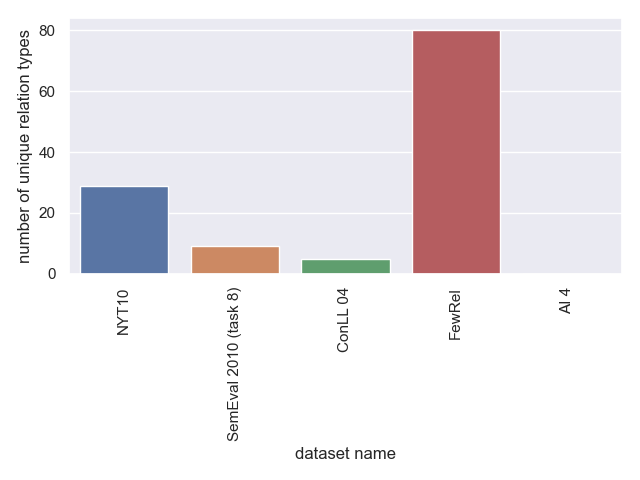 number of unique relation types
80
60
40
20
0
NYT10
SemEval 2010 (task 8)
ConLL 04
FewRel
AI 4
dataset name